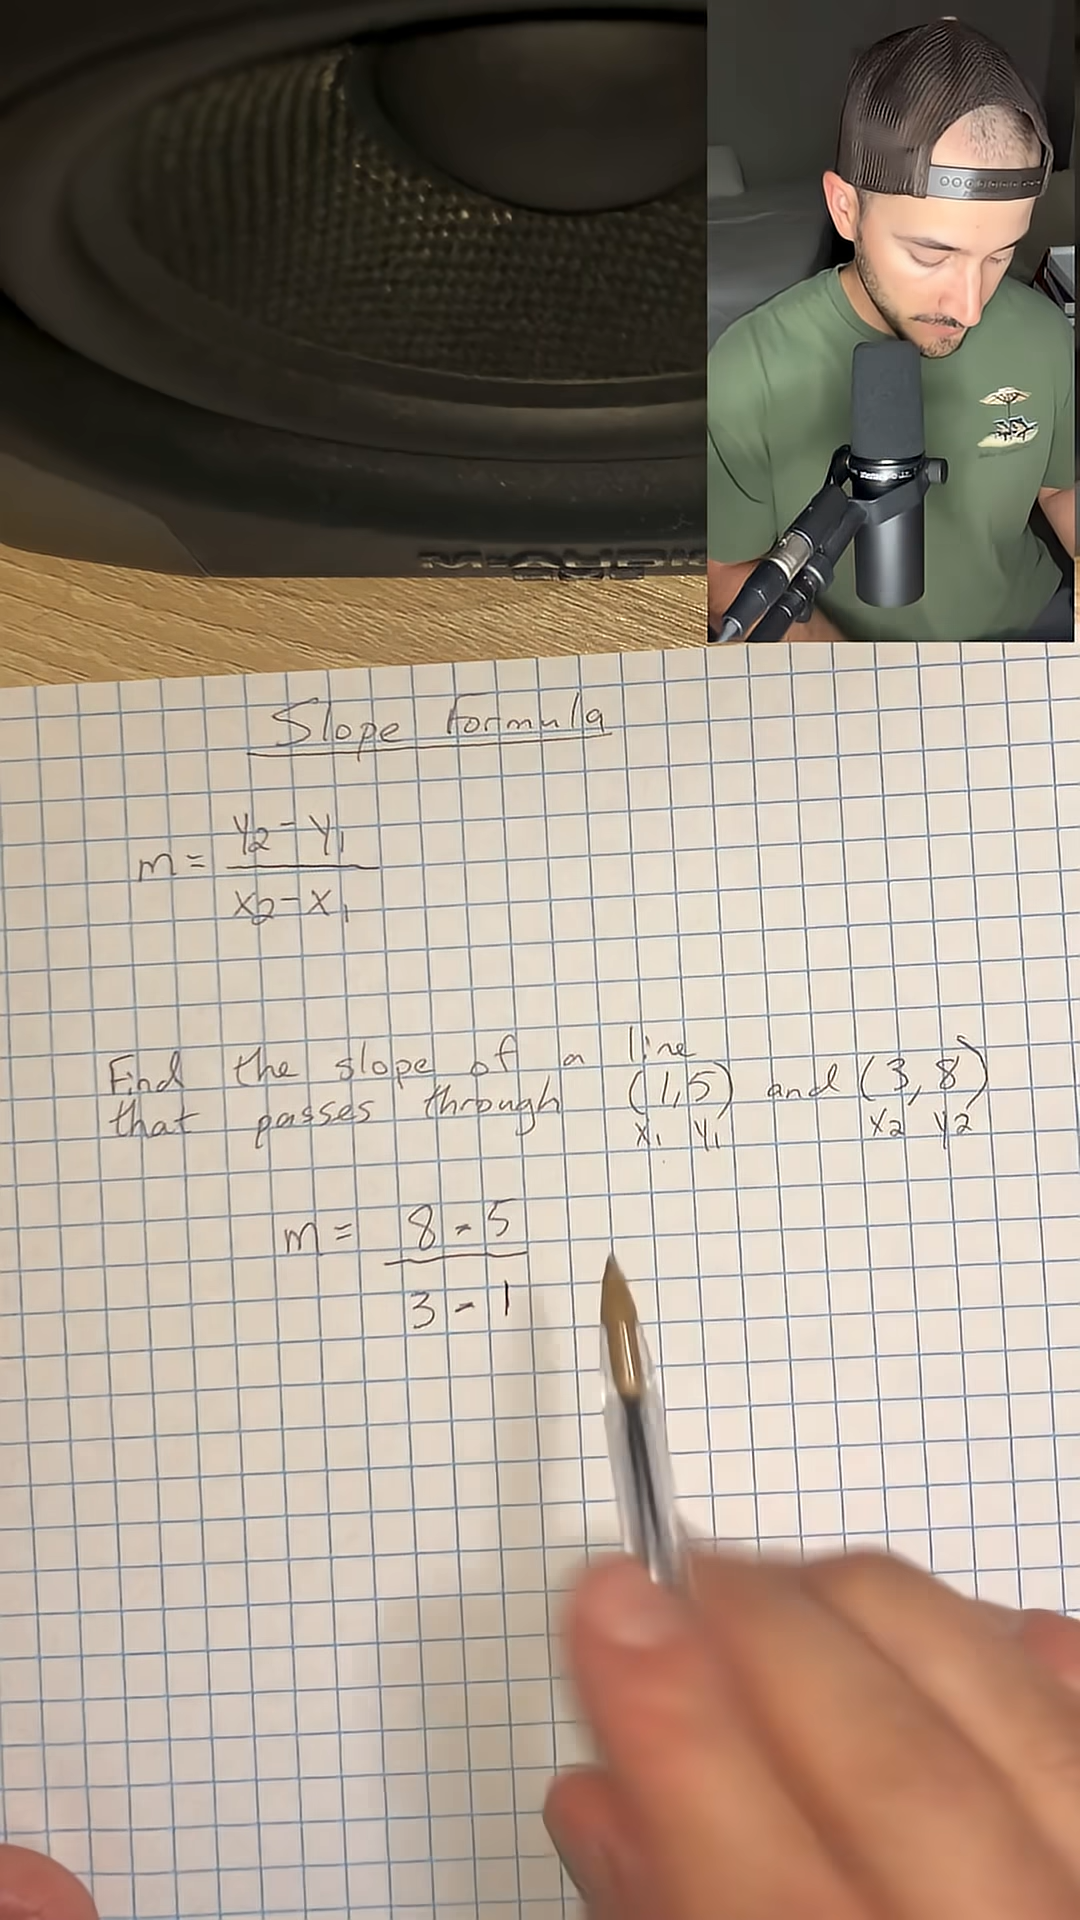 M-AUDIO
Slope Formula
m = y₂ - y₁
x₂ - x₁
Find the slope of a line
that passes through (1,5) and (3,8)
x₁ y₁ x₂ y₂
m = 8 - 5
3 - 1